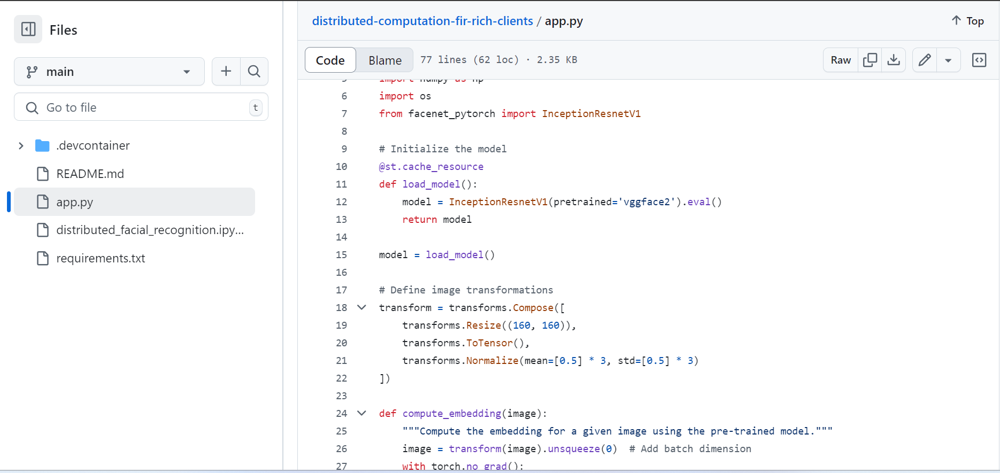 Files
main
Go to file
t
.devcontainer
README.md
app.py
distributed_facial_recognition.ipy...
requirements.txt
distributed-computation-fir-rich-clients / app.py
Top
Code Blame 77 lines (62 loc) · 2.35 KB
Raw
5 import numpy as np
6 import os
7 from facenet_pytorch import InceptionResnetV1
8
9 # Initialize the model
10 @st.cache_resource
11 def load_model():
12     model = InceptionResnetV1(pretrained='vggface2').eval()
13     return model
14
15 model = load_model()
16
17 # Define image transformations
18 transform = transforms.Compose([
19     transforms.Resize((160, 160)),
20     transforms.ToTensor(),
21     transforms.Normalize(mean=[0.5] * 3, std=[0.5] * 3)
22 ])
23
24 def compute_embedding(image):
25     """Compute the embedding for a given image using the pre-trained model."""
26     image = transform(image).unsqueeze(0)  # Add batch dimension
27     with torch.no_grad():